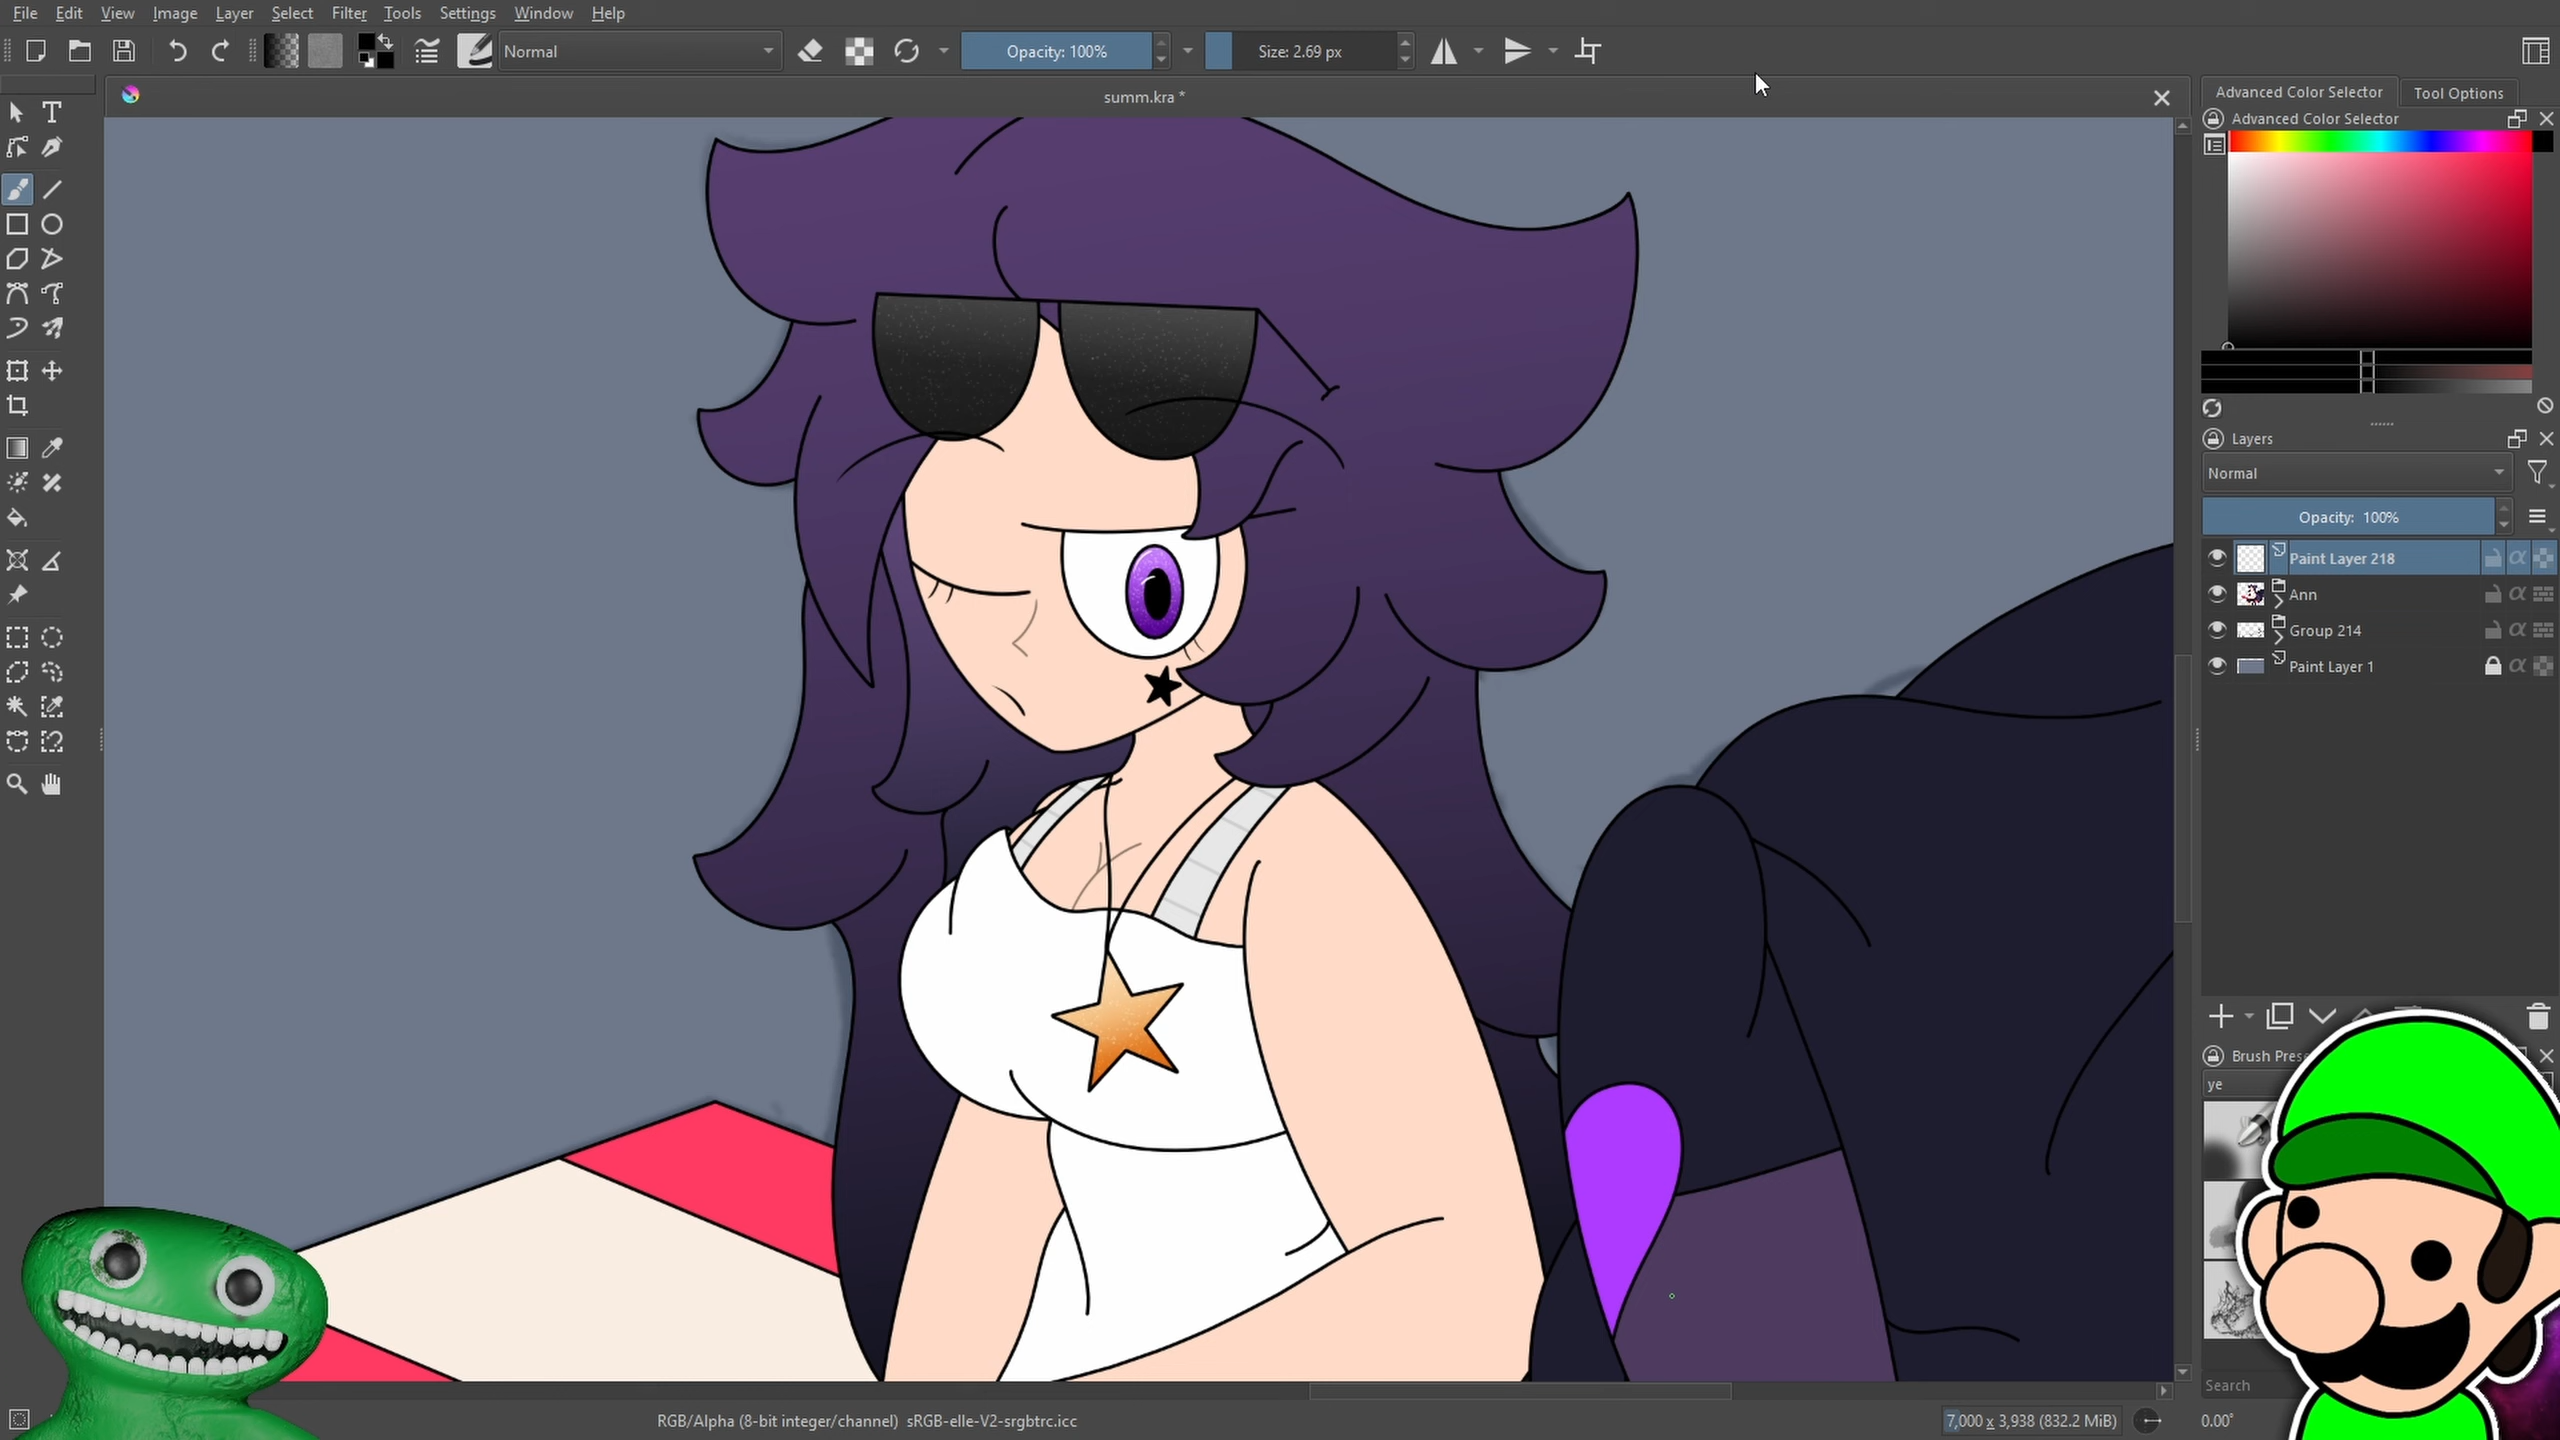 File Edit View Image Layer Select Filter Tools Settings Window Help
Normal
Opacity: 100%
Size: 2.69 px
summ.kra *
Advanced Color Selector
Tool Options
Advanced Color Selector
Layers
Normal
Opacity: 100%
Paint Layer 218
Ann
Group 214
Paint Layer 1
ye
Search
RGB/Alpha (8-bit integer/channel) sRGB-elle-V2-srgbtrc.icc
7,000 x 3,938 (832.2 MiB)
0.00°